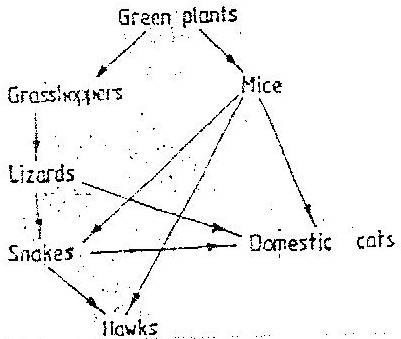 Green plants
Grasshoppers
Mice
Lizards
Snakes
Domestic cats
Hawks